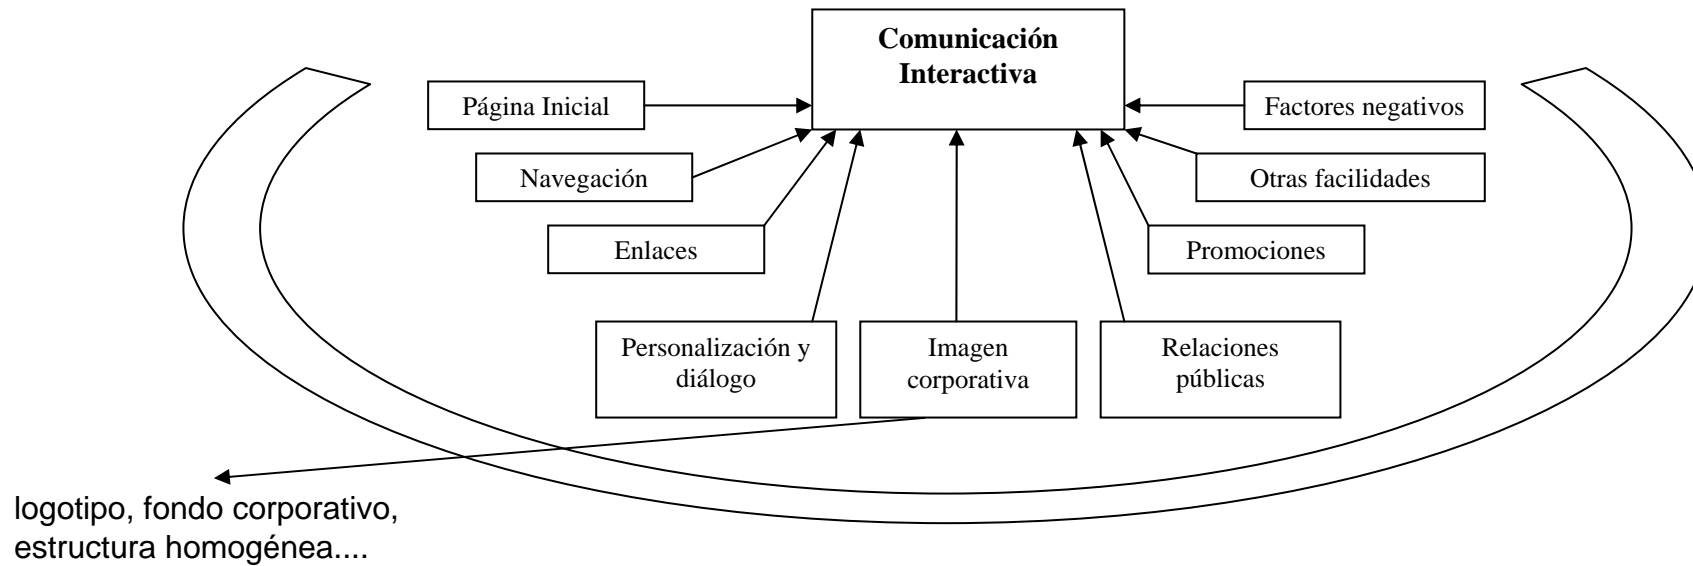 Comunicación
Interactiva
Página Inicial
Factores negativos
Navegación
Otras facilidades
Enlaces
Promociones
Personalización y
diálogo
Imagen
corporativa
Relaciones
públicas
logotipo, fondo corporativo,
estructura homogénea....